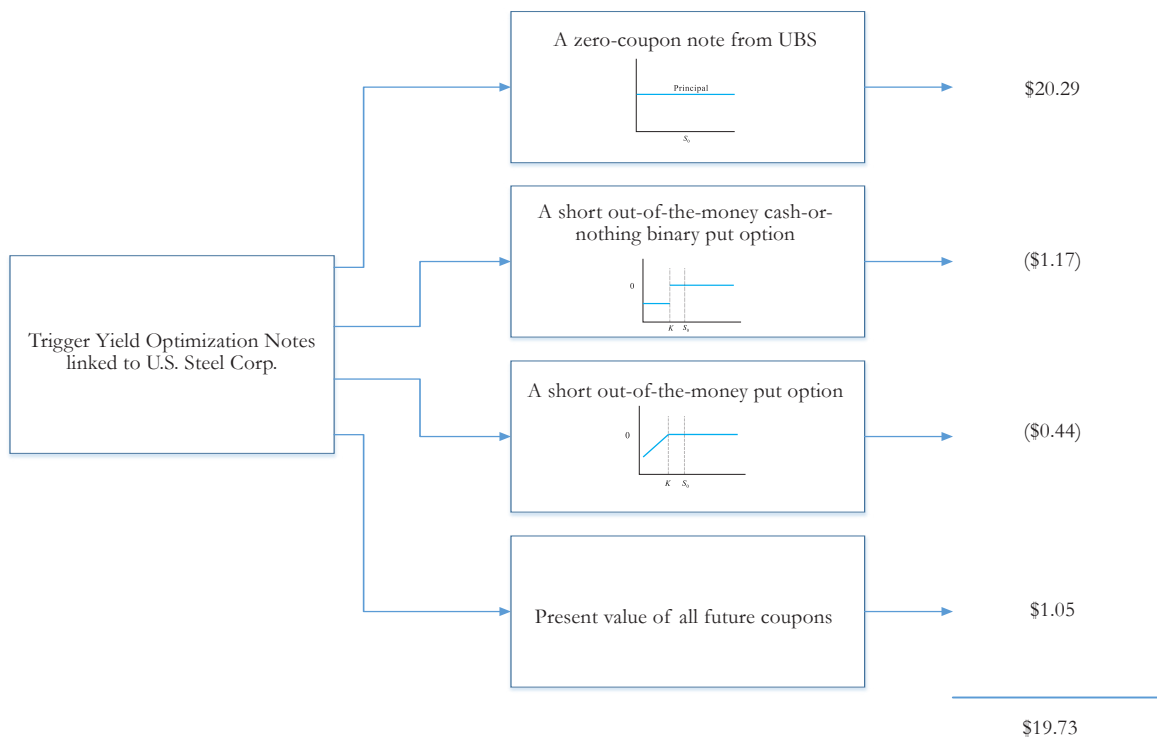 A zero-coupon note from UBS
Principal
S₀
$20.29
A short out-of-the-money cash-or-
nothing binary put option
0
K S₀
($1.17)
Trigger Yield Optimization Notes
linked to U.S. Steel Corp.
A short out-of-the-money put option
0
K S₀
($0.44)
Present value of all future coupons
$1.05
$19.73